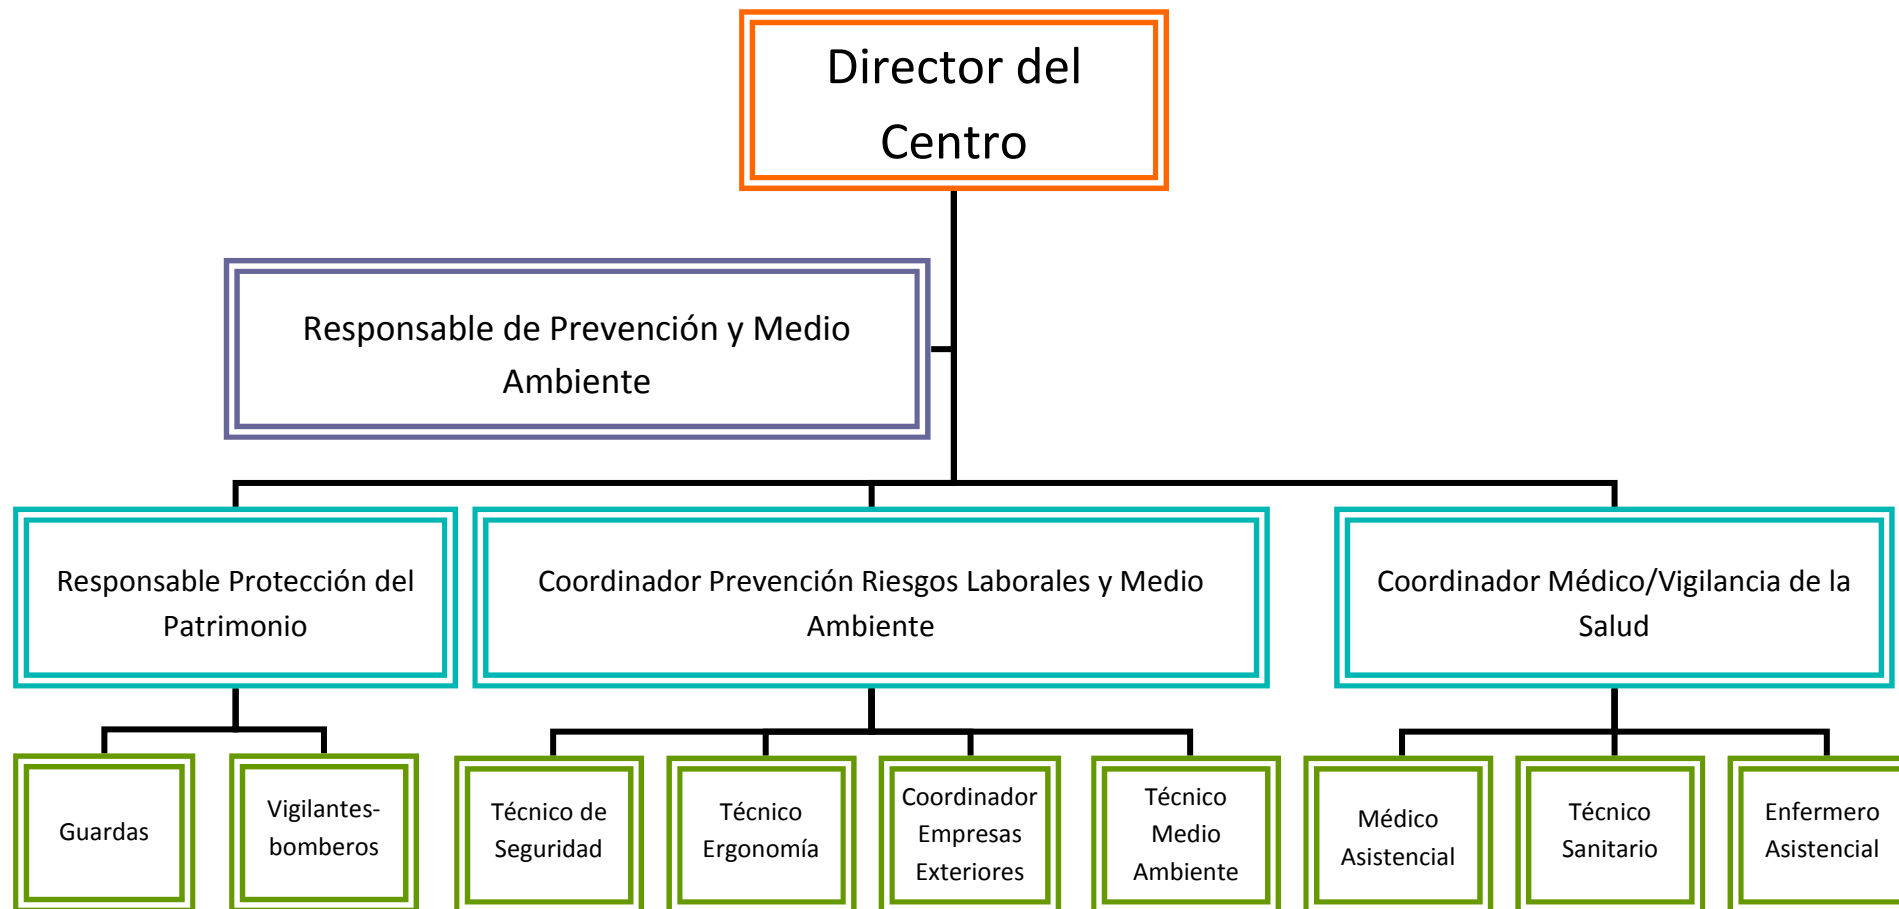 Director del
Centro
Responsable de Prevención y Medio
Ambiente
Responsable Protección del
Patrimonio
Coordinador Prevención Riesgos Laborales y Medio
Ambiente
Coordinador Médico/Vigilancia de la
Salud
Guardas
Vigilantes-
bomberos
Técnico de
Seguridad
Técnico
Ergonomía
Coordinador
Empresas
Exteriores
Técnico
Medio
Ambiente
Médico
Asistencial
Técnico
Sanitario
Enfermero
Asistencial